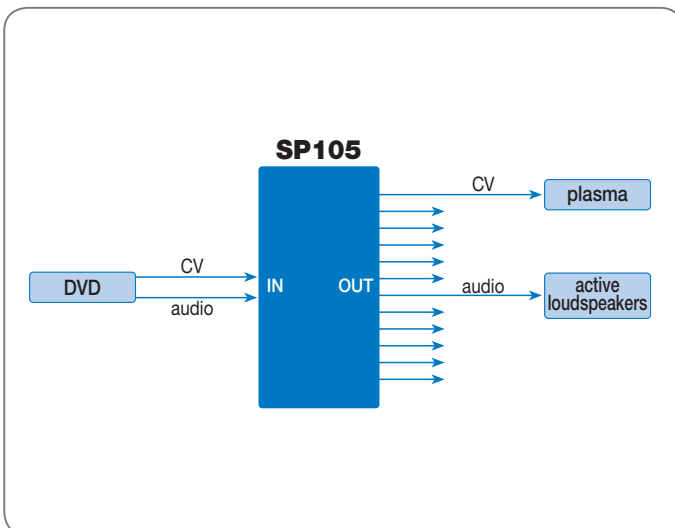 SP105
CV
plasma
CV
DVD
IN
OUT
audio
active
loudspeakers
audio